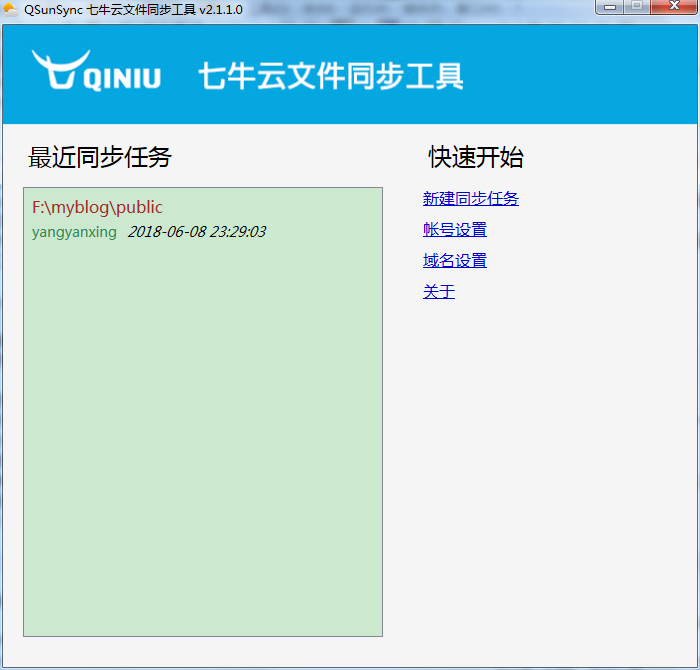 QSunSync 七牛云文件同步工具 v2.1.1.0
QINIU 七牛云文件同步工具
最近同步任务
F:\myblog\public
yangyanxing 2018-06-08 23:29:03
快速开始
新建同步任务
帐号设置
域名设置
关于